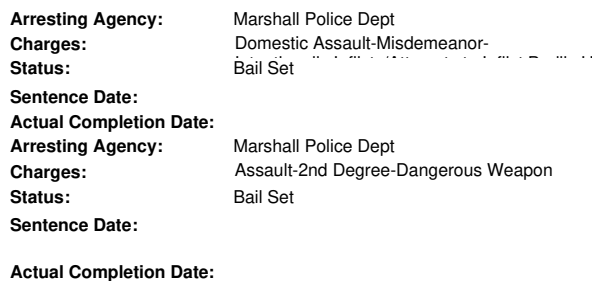 Arresting Agency: Marshall Police Dept
Charges: Domestic Assault-Misdemeanor-
Status: Bail Set
Sentence Date:
Actual Completion Date:
Arresting Agency: Marshall Police Dept
Charges: Assault-2nd Degree-Dangerous Weapon
Status: Bail Set
Sentence Date:
Actual Completion Date: